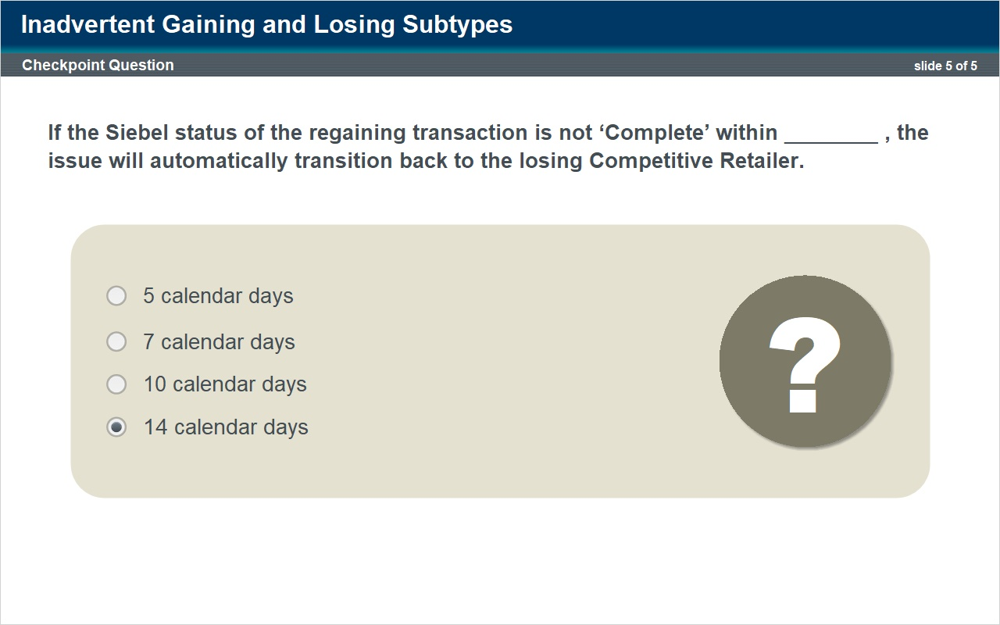 Inadvertent Gaining and Losing Subtypes
Checkpoint Question
slide 5 of 5
If the Siebel status of the regaining transaction is not ‘Complete’ within ________ , the
issue will automatically transition back to the losing Competitive Retailer.
5 calendar days
7 calendar days
10 calendar days
14 calendar days
?